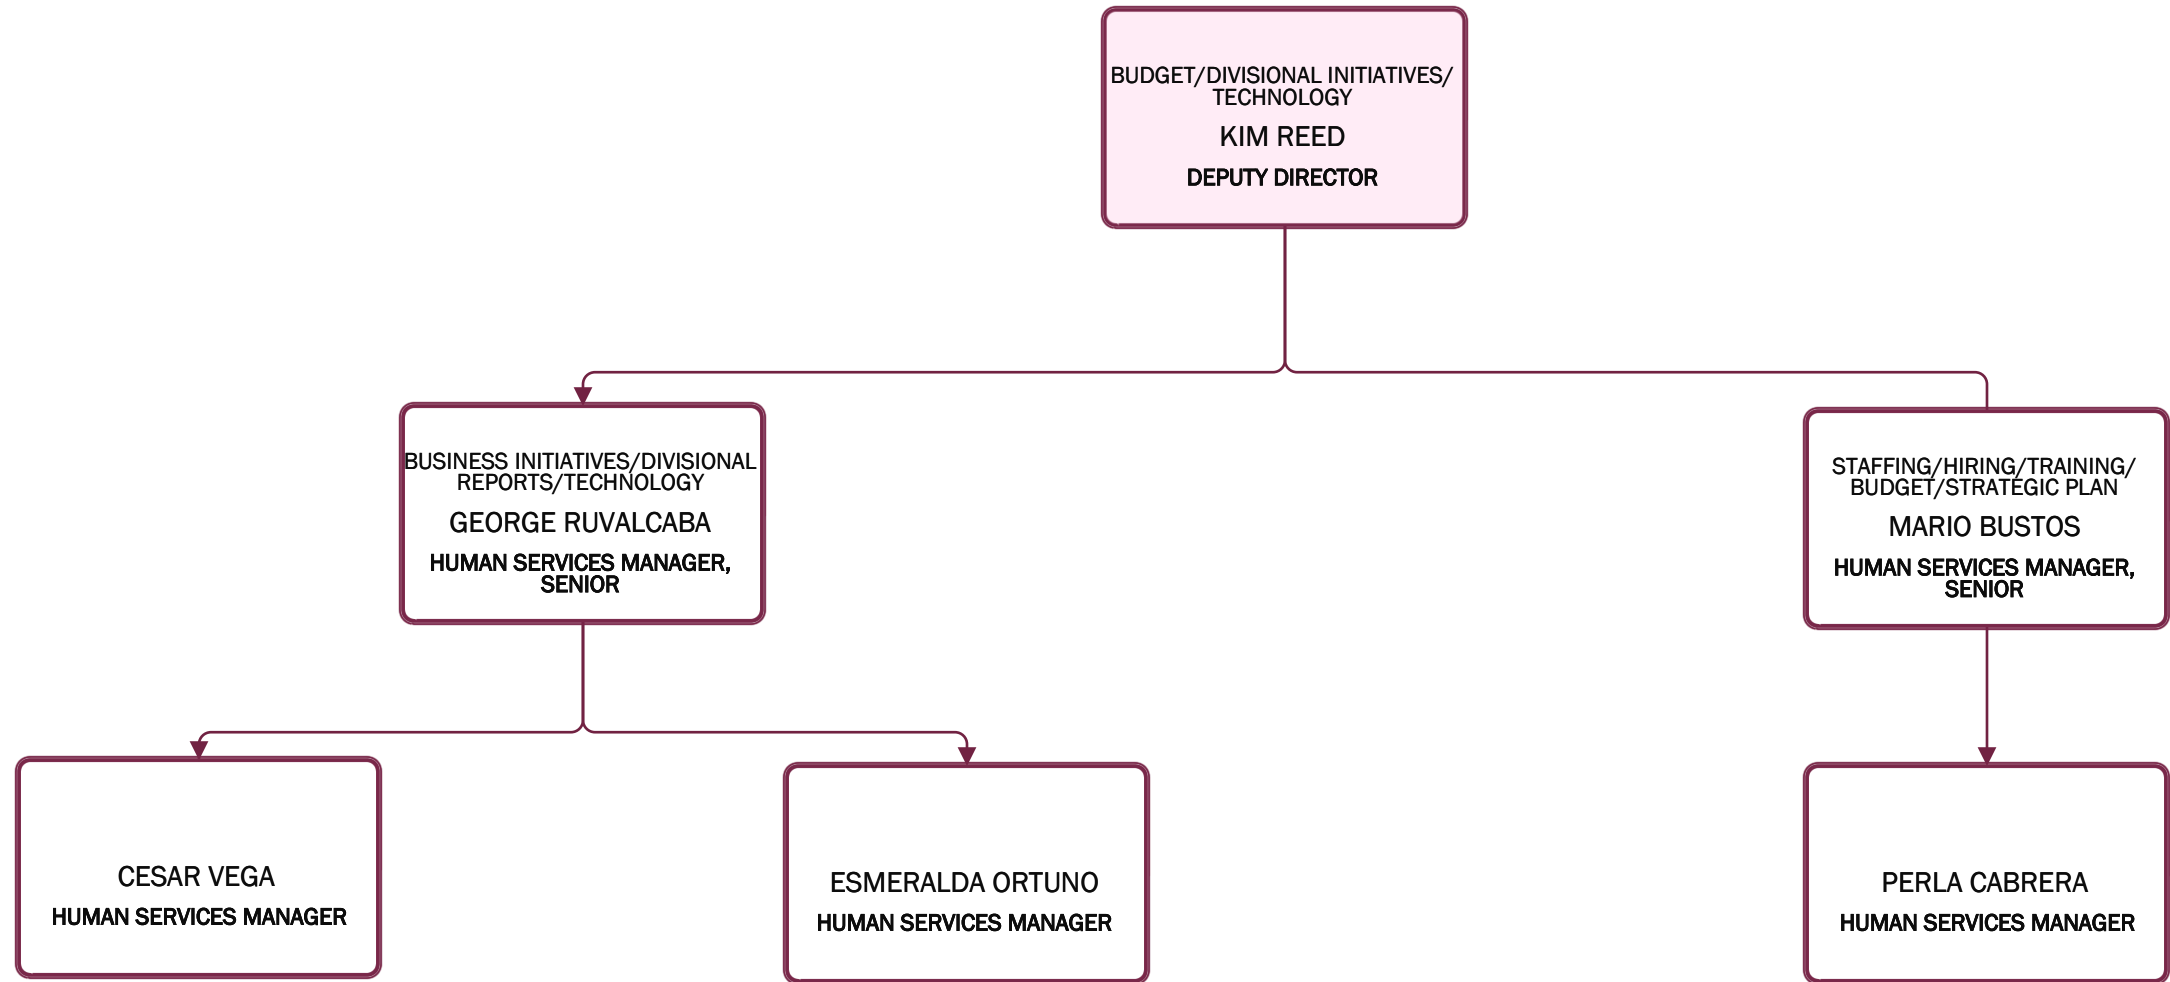 BUDGET/DIVISIONAL INITIATIVES/
TECHNOLOGY
KIM REED
DEPUTY DIRECTOR
BUSINESS INITIATIVES/DIVISIONAL
REPORTS/TECHNOLOGY
GEORGE RUVALCABA
HUMAN SERVICES MANAGER,
SENIOR
STAFFING/HIRING/TRAINING/
BUDGET/STRATEGIC PLAN
MARIO BUSTOS
HUMAN SERVICES MANAGER,
SENIOR
CESAR VEGA
HUMAN SERVICES MANAGER
ESMERALDA ORTUNO
HUMAN SERVICES MANAGER
PERLA CABRERA
HUMAN SERVICES MANAGER